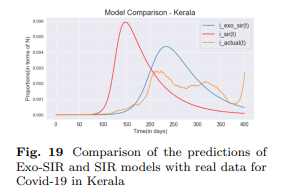 Model Comparison - Kerala
i_exo_sir(t)
i_sir(t)
i_actual(t)
Proportions(in terms of N)
0.006
0.005
0.004
0.003
0.002
0.001
0.000
0 50 100 150 200 250 300 350 400
Time(in days)
Fig. 19 Comparison of the predictions of
Exo-SIR and SIR models with real data for
Covid-19 in Kerala